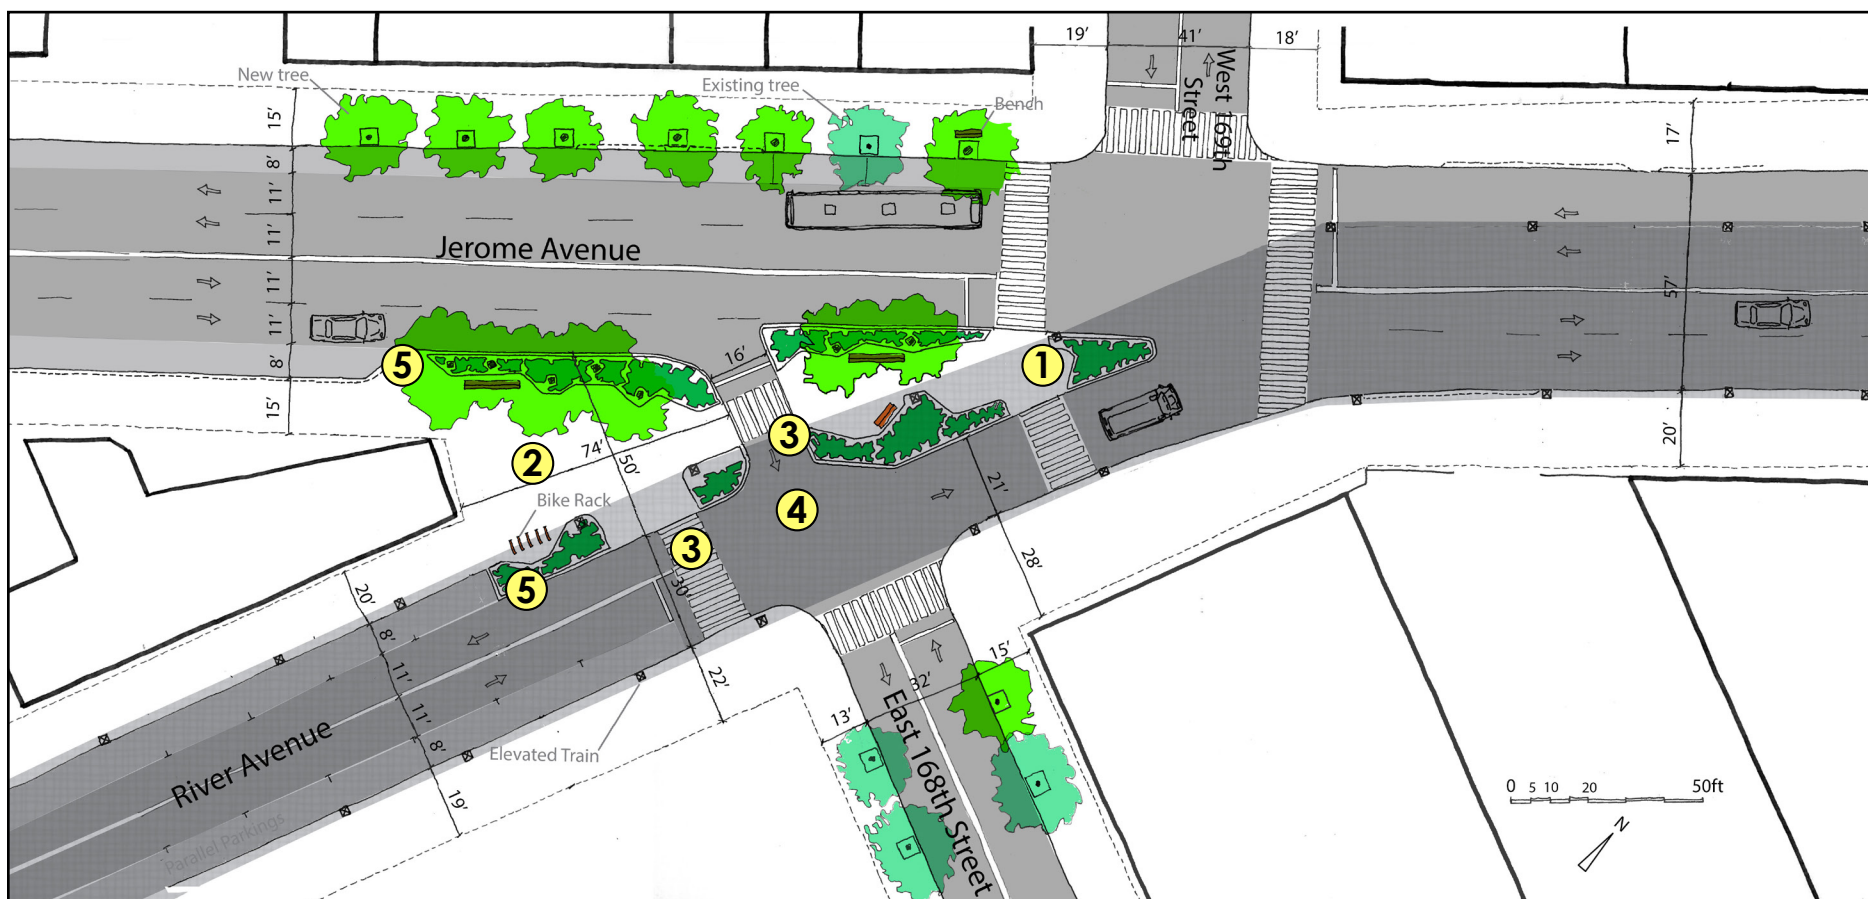 19'
41'
18'
New tree
Existing tree
Bench
West 169th
Street
15'
8'
11'
11'
11'
11'
8'
15'
17'
57'
20'
Jerome Avenue
16'
1
5
3
2
74'
50'
Bike Rack
4
3
5
30'
21'
28'
20'
8'
11'
11'
8'
19'
22'
15'
32'
13'
East 168th Street
River Avenue
Elevated Train
Parallel Parkings
0 5 10 20 50ft
N